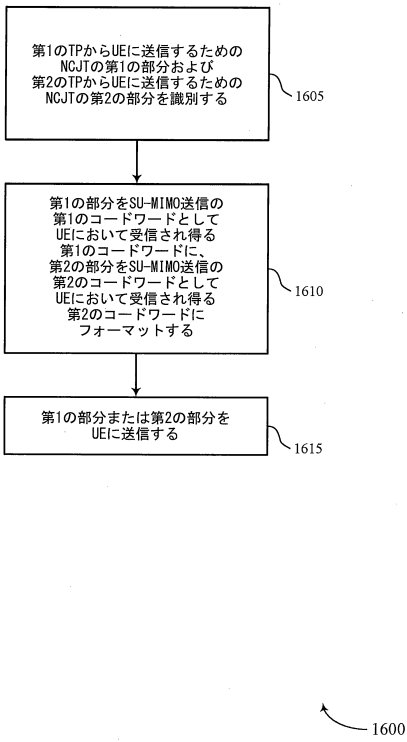 第1のTPからUEに送信するための
NCJTの第1の部分および
第2のTPからUEに送信するための
NCJTの第2の部分を識別する
1605
第1の部分をSU-MIMO送信の
第1のコードワードとして
UEにおいて受信され得る
第1のコードワードに、
第2の部分をSU-MIMO送信の
第2のコードワードとして
UEにおいて受信され得る
第2のコードワードに
フォーマットする
1610
第1の部分または第2の部分を
UEに送信する
1615
1600